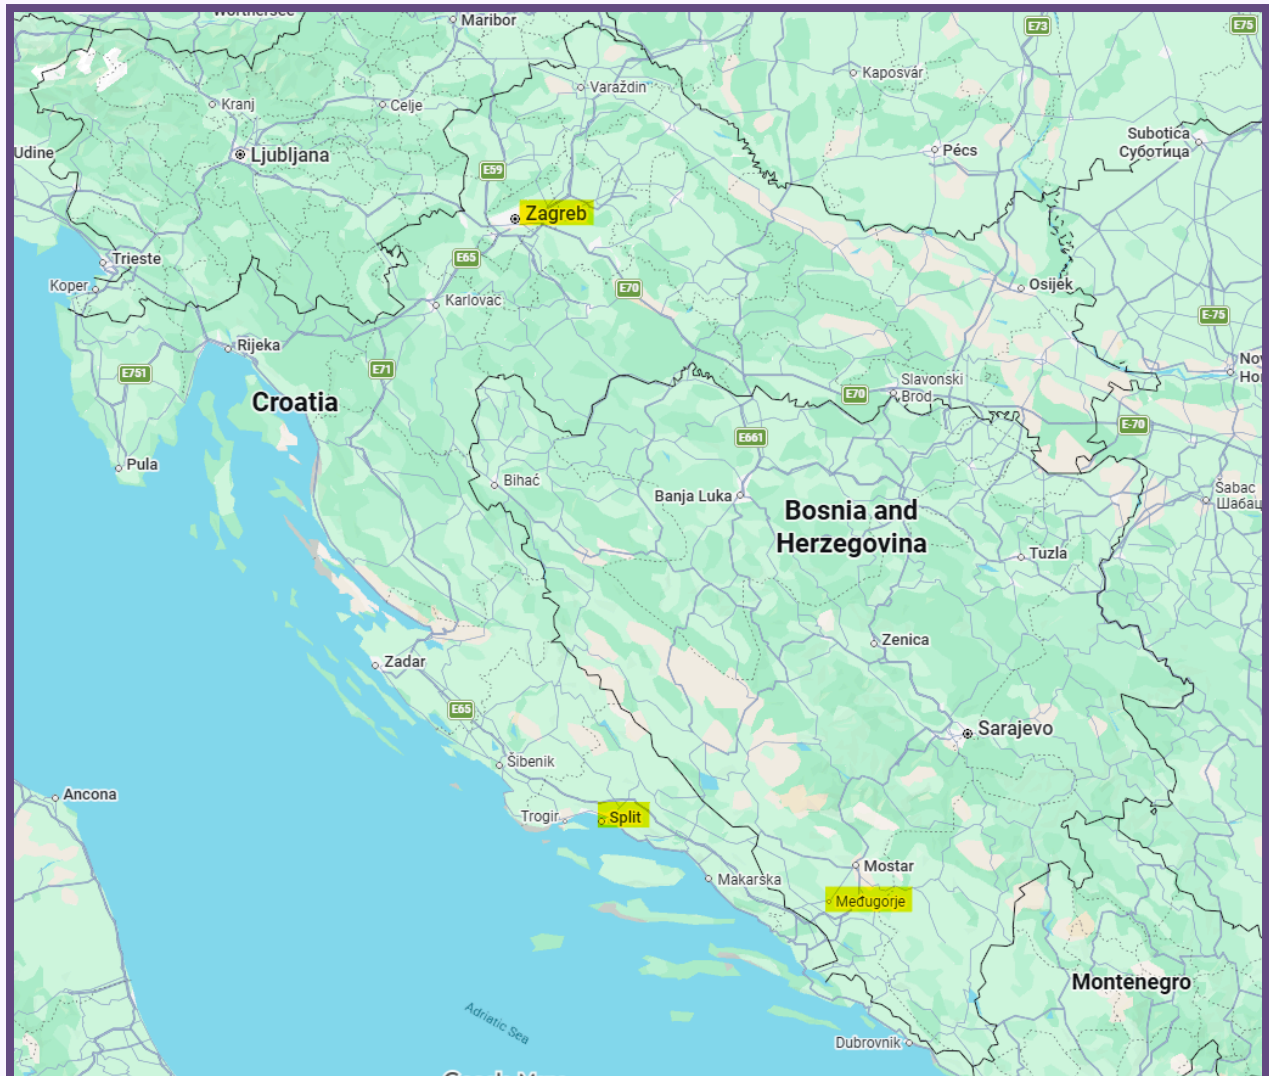 Maribor
E73
E75
Kaposvár
Varaždin
Kranj
Celje
Subotica
Суботица
Udine
Ljubljana
Pécs
E59
Zagreb
Trieste
E65
Koper
Osijek
E70
Karlovac
E-75
Rijeka
E751
E71
Croatia
Slavonski
Brod
E70
E-70
E661
Pula
Bihać
Banja Luka
Šabac
Bosnia and
Herzegovina
Tuzla
Zenica
Zadar
E65
Sarajevo
Šibenik
Ancona
Trogir
Split
Mostar
Makarska
Međugorje
Montenegro
Adriatic Sea
Dubrovnik